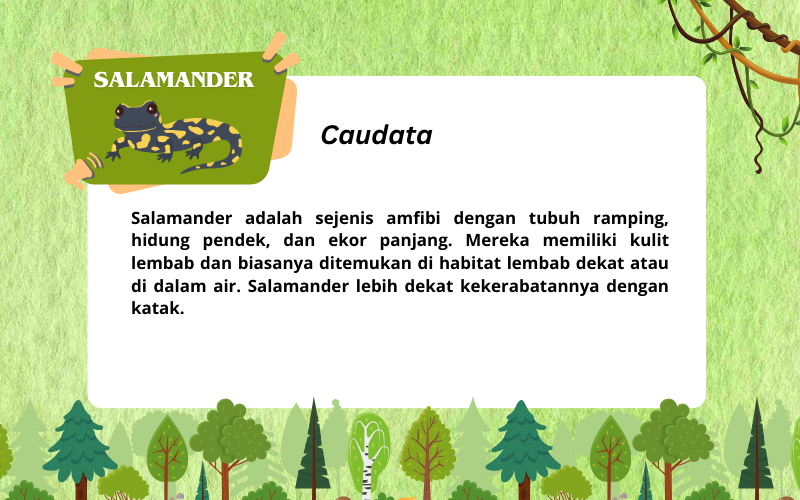 SALAMANDER
Caudata
Salamander adalah sejenis amfibi dengan tubuh ramping,
hidung pendek, dan ekor panjang. Mereka memiliki kulit
lembab dan biasanya ditemukan di habitat lembab dekat atau
di dalam air. Salamander lebih dekat kekerabatannya dengan
katak.